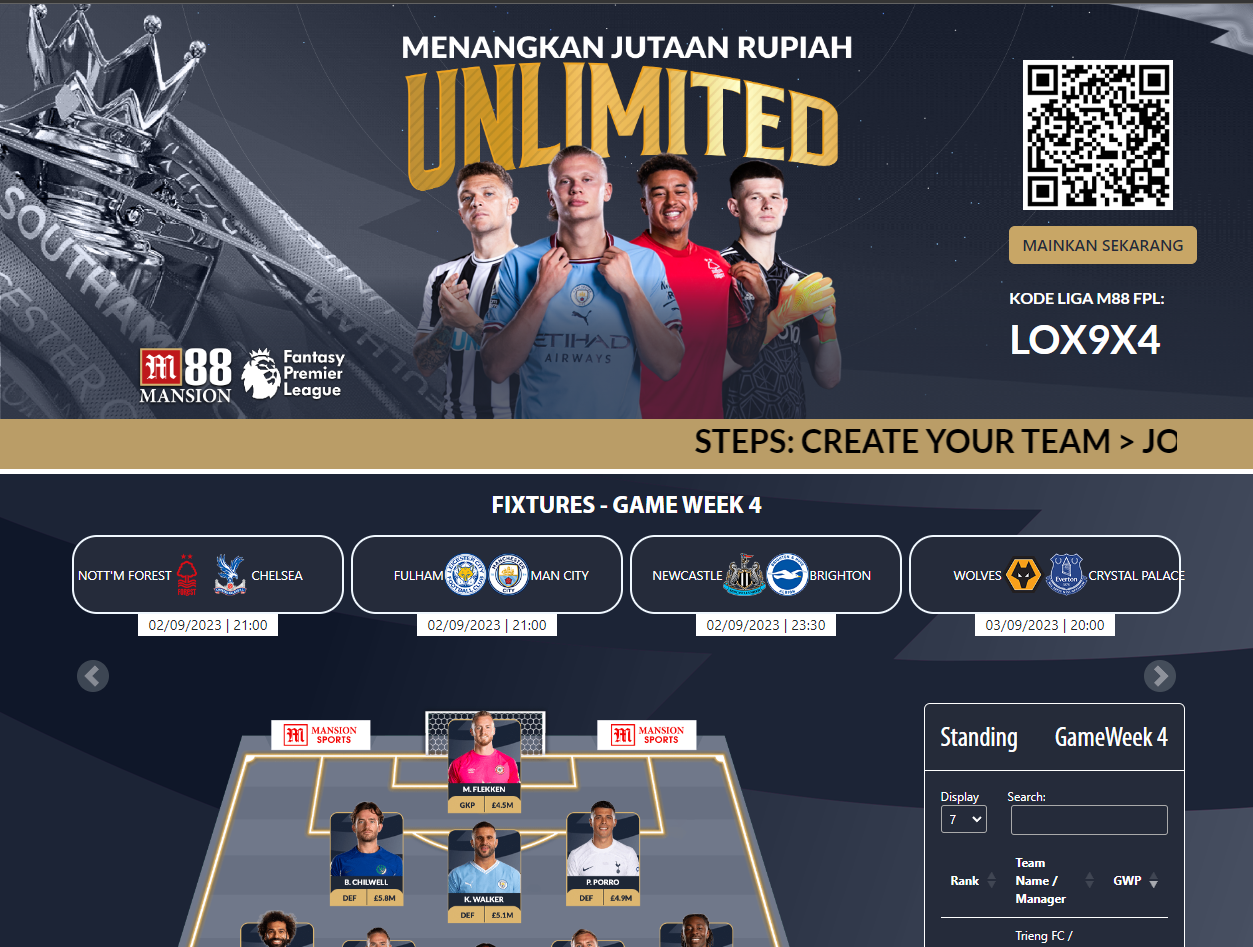 MENANGKAN JUTAAN RUPIAH
UNLIMITED
MAINKAN SEKARANG
KODE LIGA M88 FPL:
LOX9X4
SOUTHAM
M 88
MANSION
Fantasy
Premier
League
ETIHAD
AIRWAYS
STEPS: CREATE YOUR TEAM > JO
FIXTURES - GAME WEEK 4
NOTT'M FOREST CHELSEA
FULHAM MAN CITY
NEWCASTLE BRIGHTON
WOLVES CRYSTAL PALACE
02/09/2023 | 21:00
02/09/2023 | 21:00
02/09/2023 | 23:30
03/09/2023 | 20:00
M MANSION
SPORTS
M MANSION
SPORTS
M. FLEKKEN
GKP £4.5M
B. CHILWELL
DEF £5.8M
K. WALKER
DEF £5.1M
P. PORRO
DEF £4.9M
Standing GameWeek 4
Display Search:
7
Rank Team Name / Manager GWP
Trieng FC /